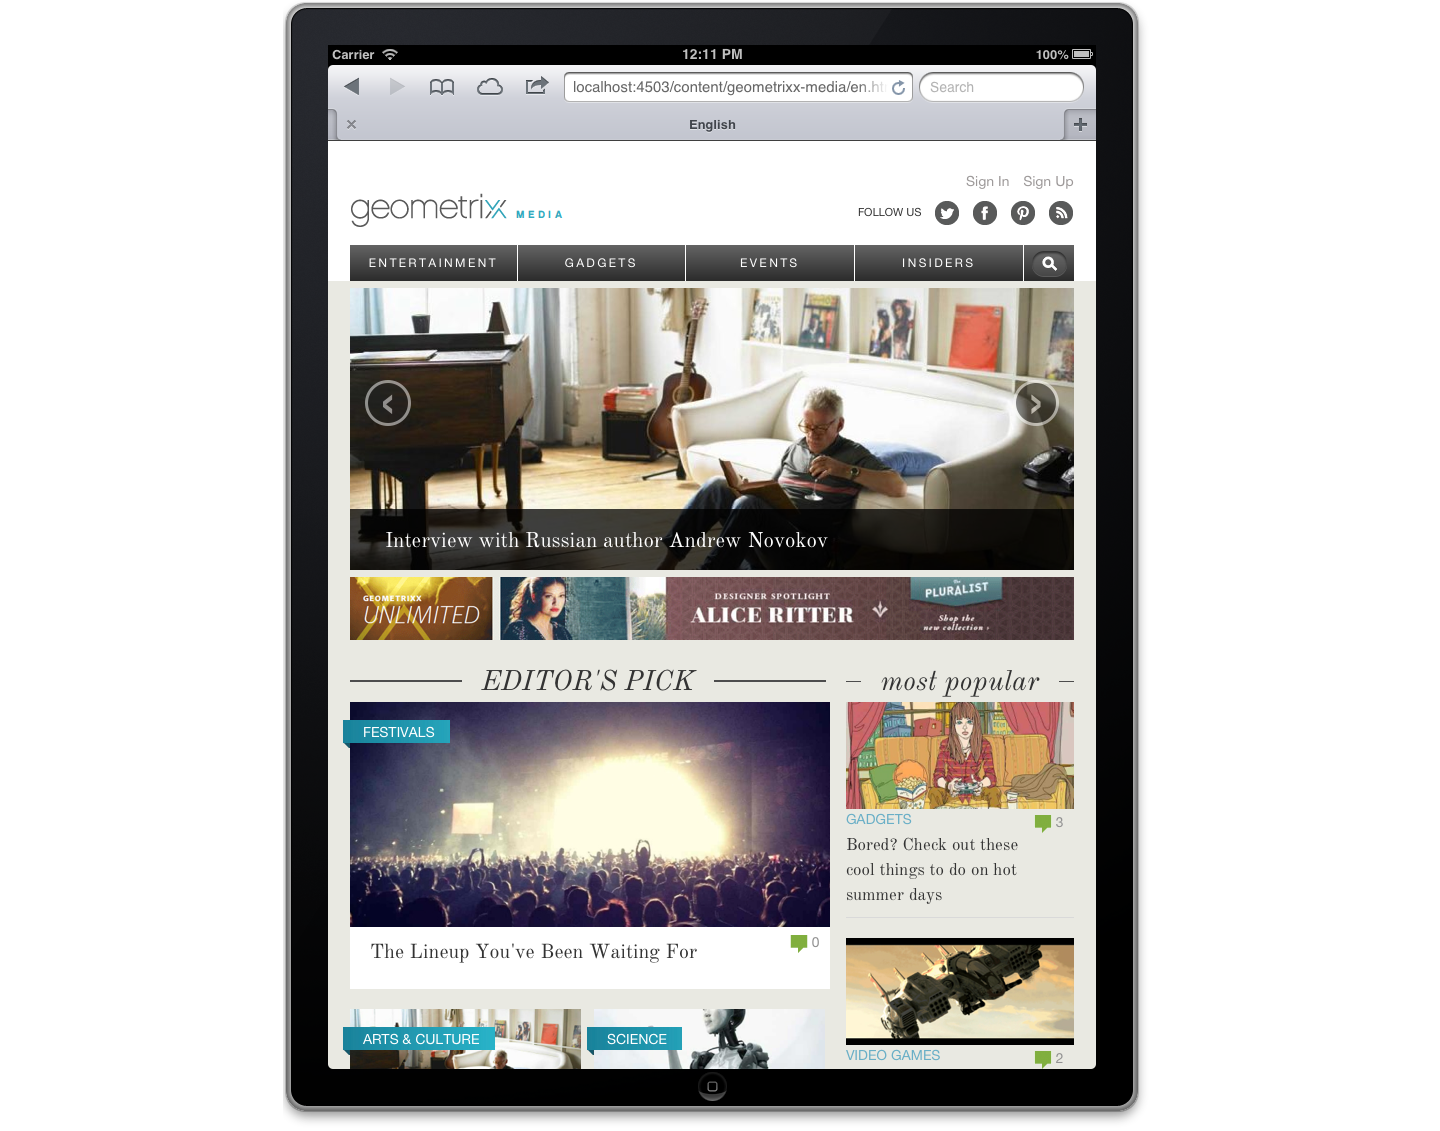 Carrier 12:11 PM 100%
localhost:4503/content/geometrixx-media/en.ht Search
English
Sign In Sign Up
geometrixx MEDIA FOLLOW US
ENTERTAINMENT GADGETS EVENTS INSIDERS
Interview with Russian author Andrew Novokov
GEOMETRIXX
UNLIMITED
DESIGNER SPOTLIGHT
ALICE RITTER
The
PLURALIST
Shop the
new collection ›
EDITOR'S PICK
FESTIVALS
The Lineup You've Been Waiting For 0
ARTS & CULTURE SCIENCE
most popular
GADGETS 3
Bored? Check out these
cool things to do on hot
summer days
VIDEO GAMES 2